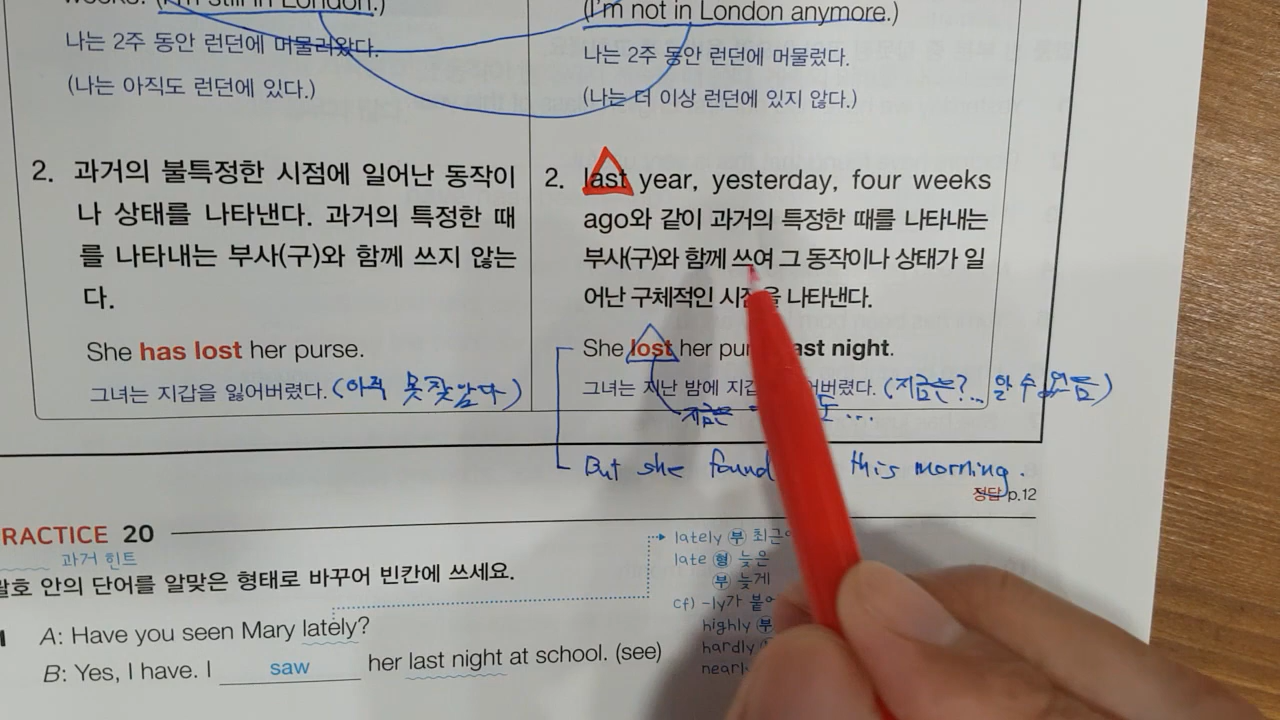 weeks. (I'm still in London.)
나는 2주 동안 런던에 머물러왔다.
(나는 아직도 런던에 있다.)
2. 과거의 불특정한 시점에 일어난 동작이
나 상태를 나타낸다. 과거의 특정한 때
를 나타내는 부사(구)와 함께 쓰지 않는
다.
She has lost her purse.
그녀는 지갑을 잃어버렸다. (아직 못찾았다)
(I'm not in London anymore.)
나는 2주 동안 런던에 머물렀다.
(나는 더 이상 런던에 있지 않다.)
2. last year, yesterday, four weeks
ago와 같이 과거의 특정한 때를 나타내는
부사(구)와 함께 쓰여 그 동작이나 상태가 일
어난 구체적인 시점을 나타낸다.
She lost her last night.
그녀는 지난 밤에 (지금은?... 알 수 없음)
지금은 ...
But she found this morning.
정답 p.12
RACTICE 20
과거 힌트
괄호 안의 단어를 알맞은 형태로 바꾸어 빈칸에 쓰세요.
A: Have you seen Mary lately?
B: Yes, I have. I saw her last night at school. (see)
lately 부 최근
late 형 늦은
부 늦게
cf) -ly가
highly 부
hardly